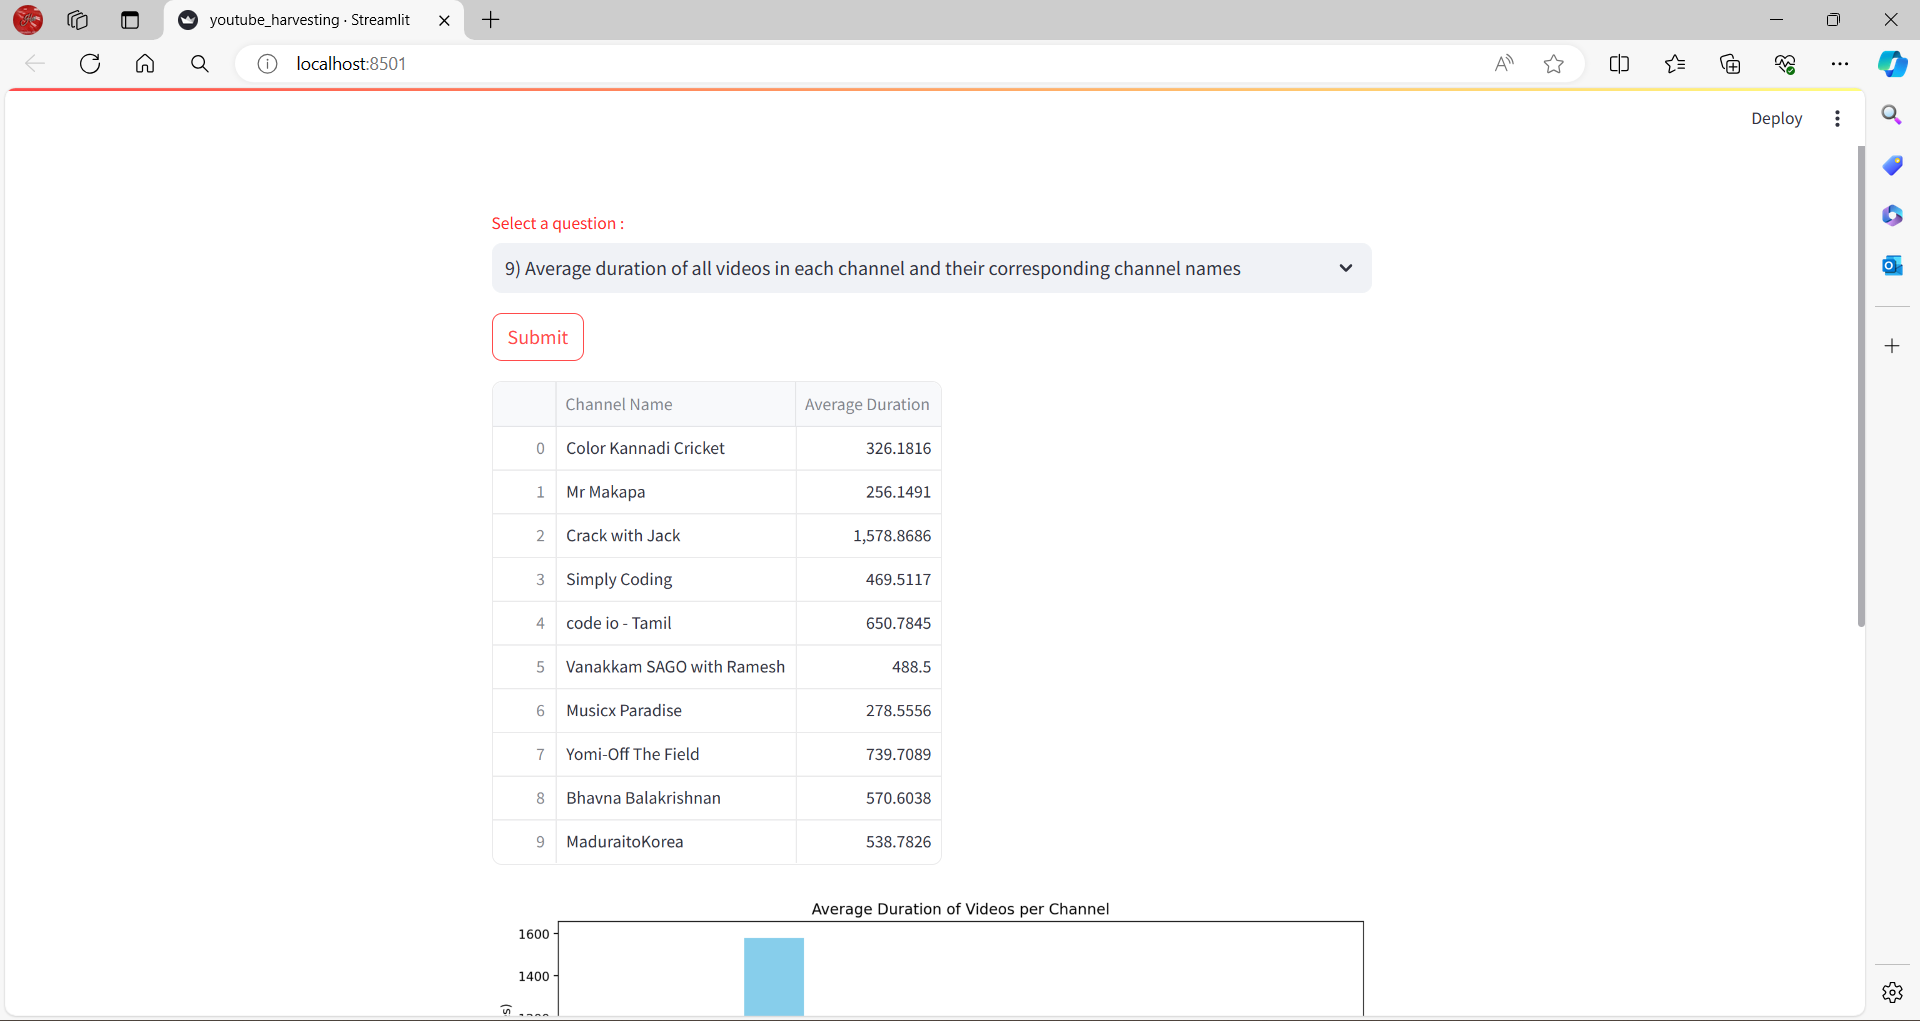 youtube_harvesting · Streamlit
localhost:8501
Deploy
Select a question :
9) Average duration of all videos in each channel and their corresponding channel names
Submit
Channel Name Average Duration
0 Color Kannadi Cricket 326.1816
1 Mr Makapa 256.1491
2 Crack with Jack 1,578.8686
3 Simply Coding 469.5117
4 code io - Tamil 650.7845
5 Vanakkam SAGO with Ramesh 488.5
6 Musicx Paradise 278.5556
7 Yomi-Off The Field 739.7089
8 Bhavna Balakrishnan 570.6038
9 MaduraitoKorea 538.7826
Average Duration of Videos per Channel
1600
1400